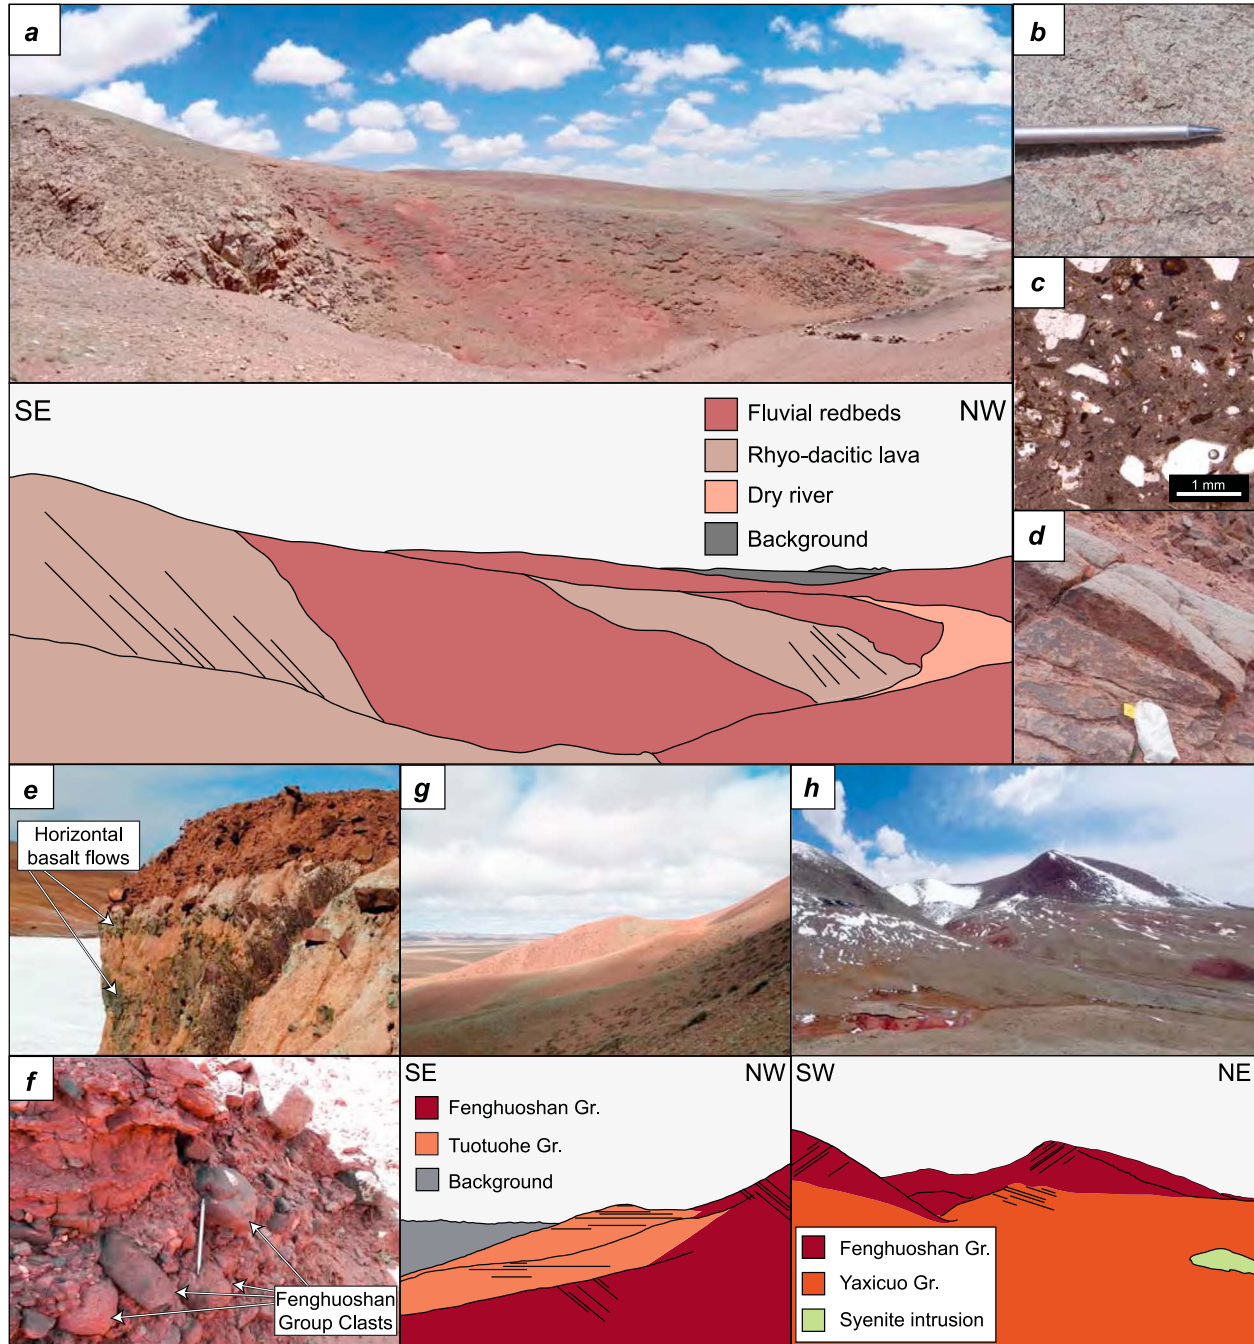 a
b
c
1 mm
d
SE
NW
Fluvial redbeds
Rhyo-dacitic lava
Dry river
Background
e
Horizontal
basalt flows
f
Fenghuoshan
Group Clasts
g
SE
NW
Fenghuoshan Gr.
Tuotuohe Gr.
Background
h
SW
NE
Fenghuoshan Gr.
Yaxicuo Gr.
Syenite intrusion